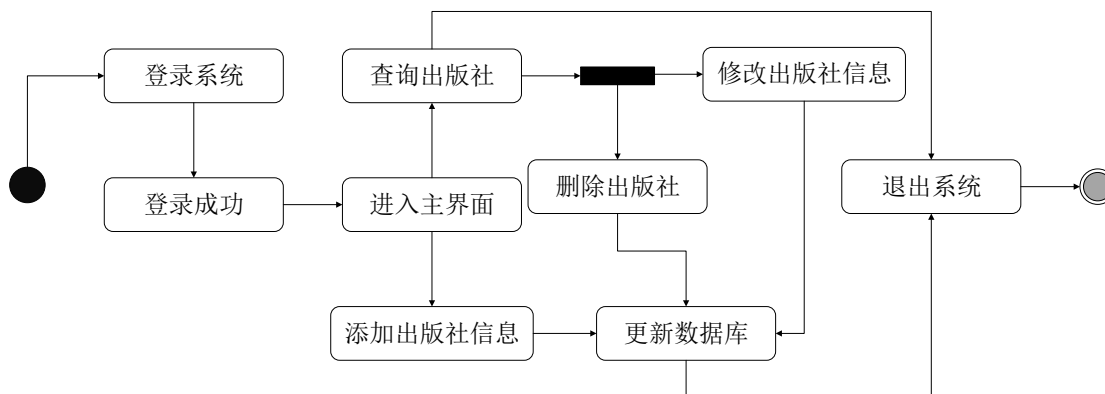 登录系统
查询出版社
修改出版社信息
登录成功
进入主界面
删除出版社
退出系统
添加出版社信息
更新数据库